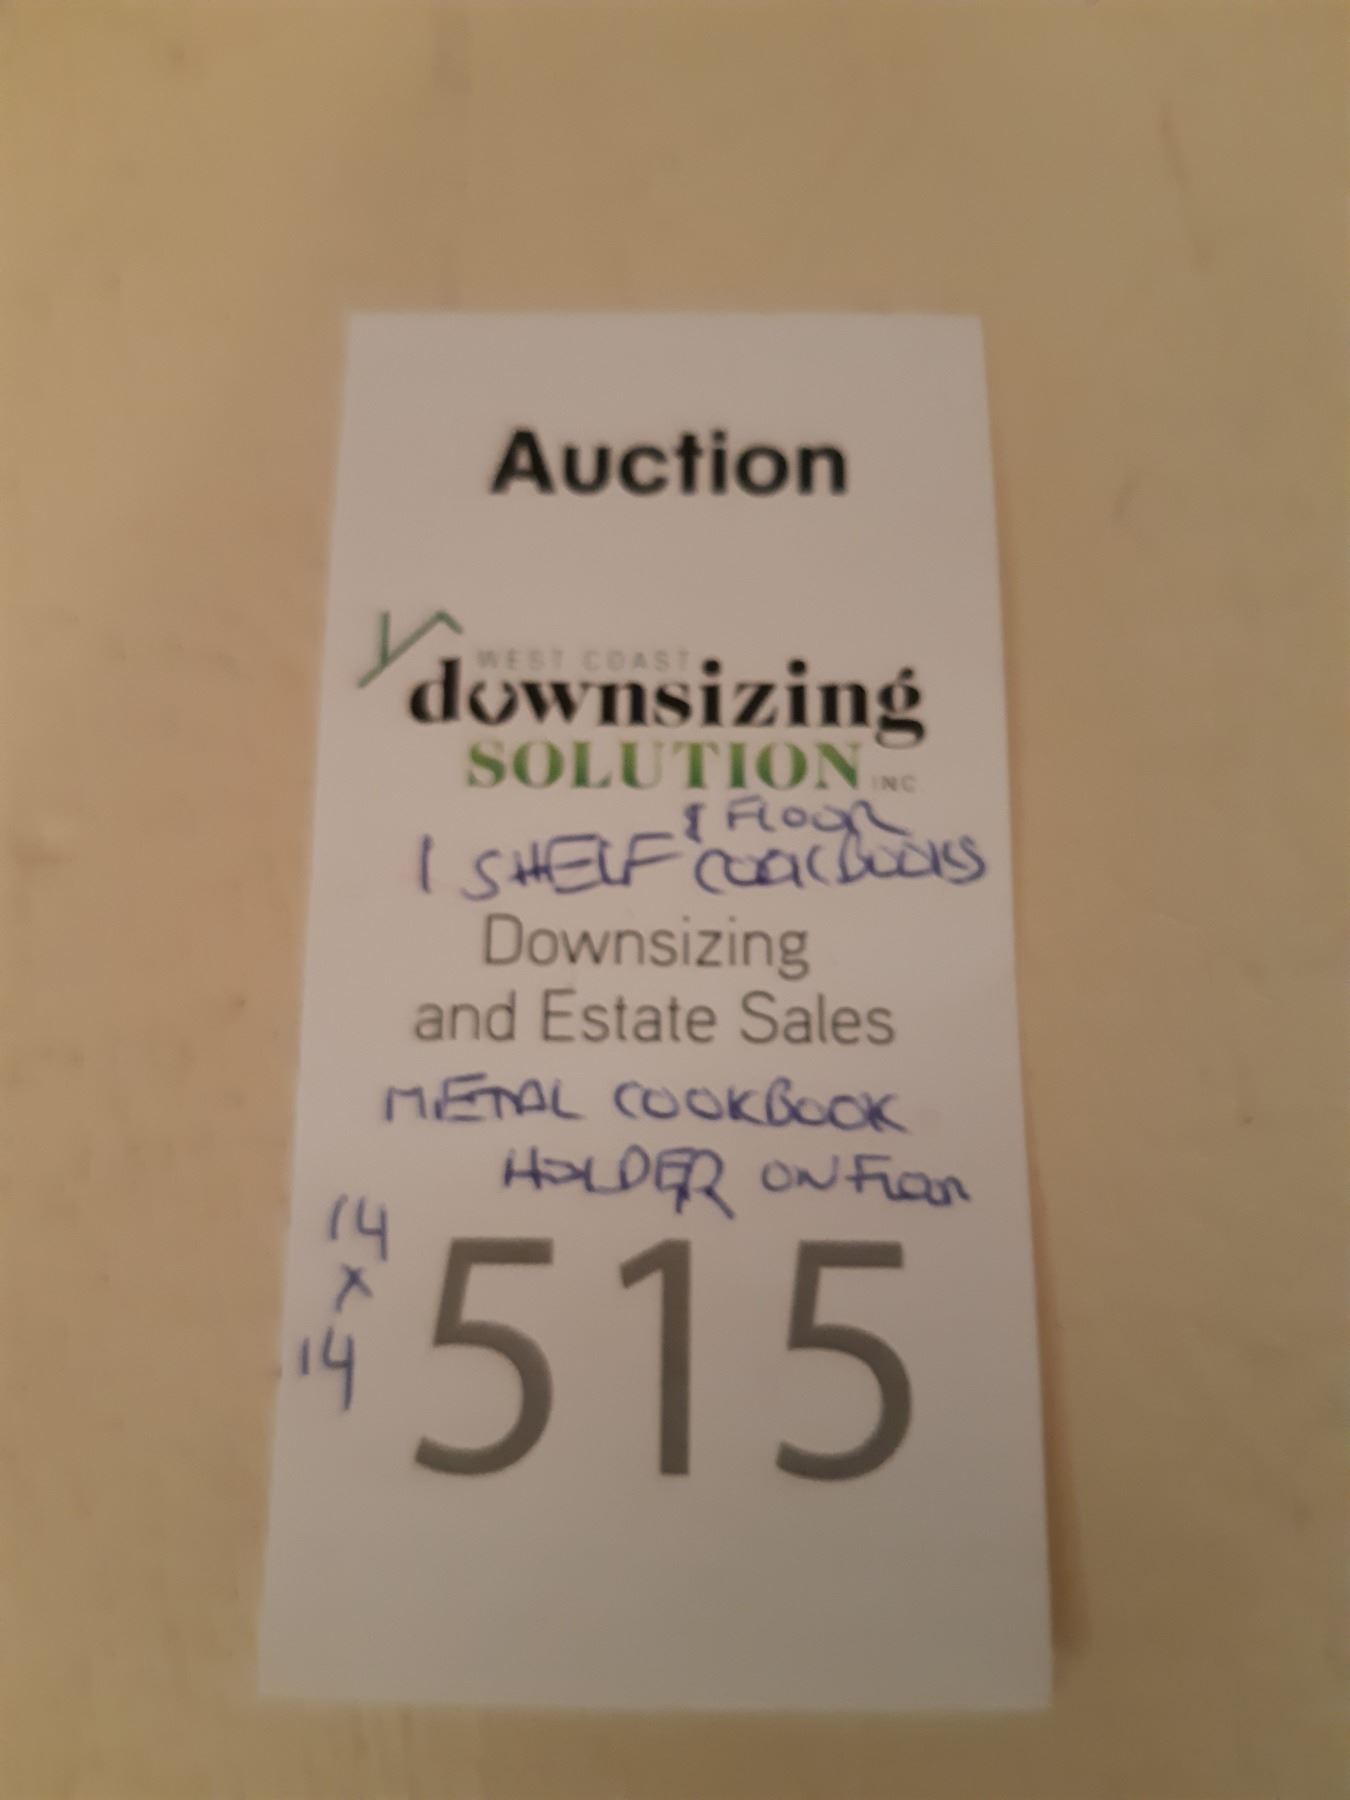 Auction
WEST COAST
downsizing
SOLUTION INC
& FLOOR
1 SHELF COOKBOOKS
Downsizing
and Estate Sales
METAL COOKBOOK
HOLDER ON FLOOR
14
x
14
515